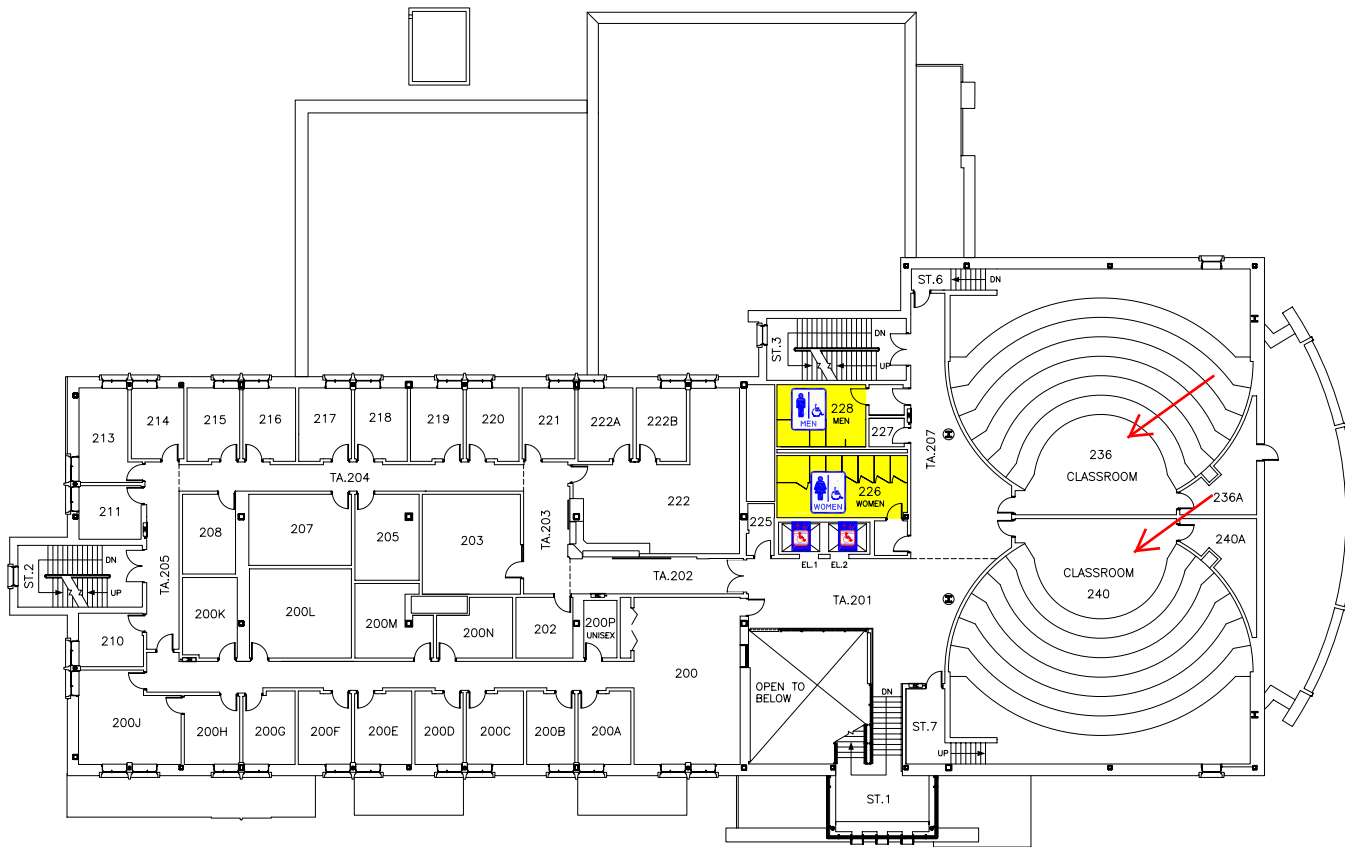 ST.6
DN
ST.3
DN
UP
214
215
216
217
218
219
220
221
222A
222B
228
MEN
MEN
227
TA.207
213
236
CLASSROOM
TA.204
226
WOMEN
WOMEN
236A
211
208
207
205
203
TA.203
222
225
240A
EL.1
EL.2
ST.2
DN
UP
TA.205
TA.202
CLASSROOM
240
TA.201
200K
200L
200M
200N
202
200P
UNISEX
210
200
OPEN TO
BELOW
DN
ST.7
UP
200J
200H
200G
200F
200E
200D
200C
200B
200A
ST.1